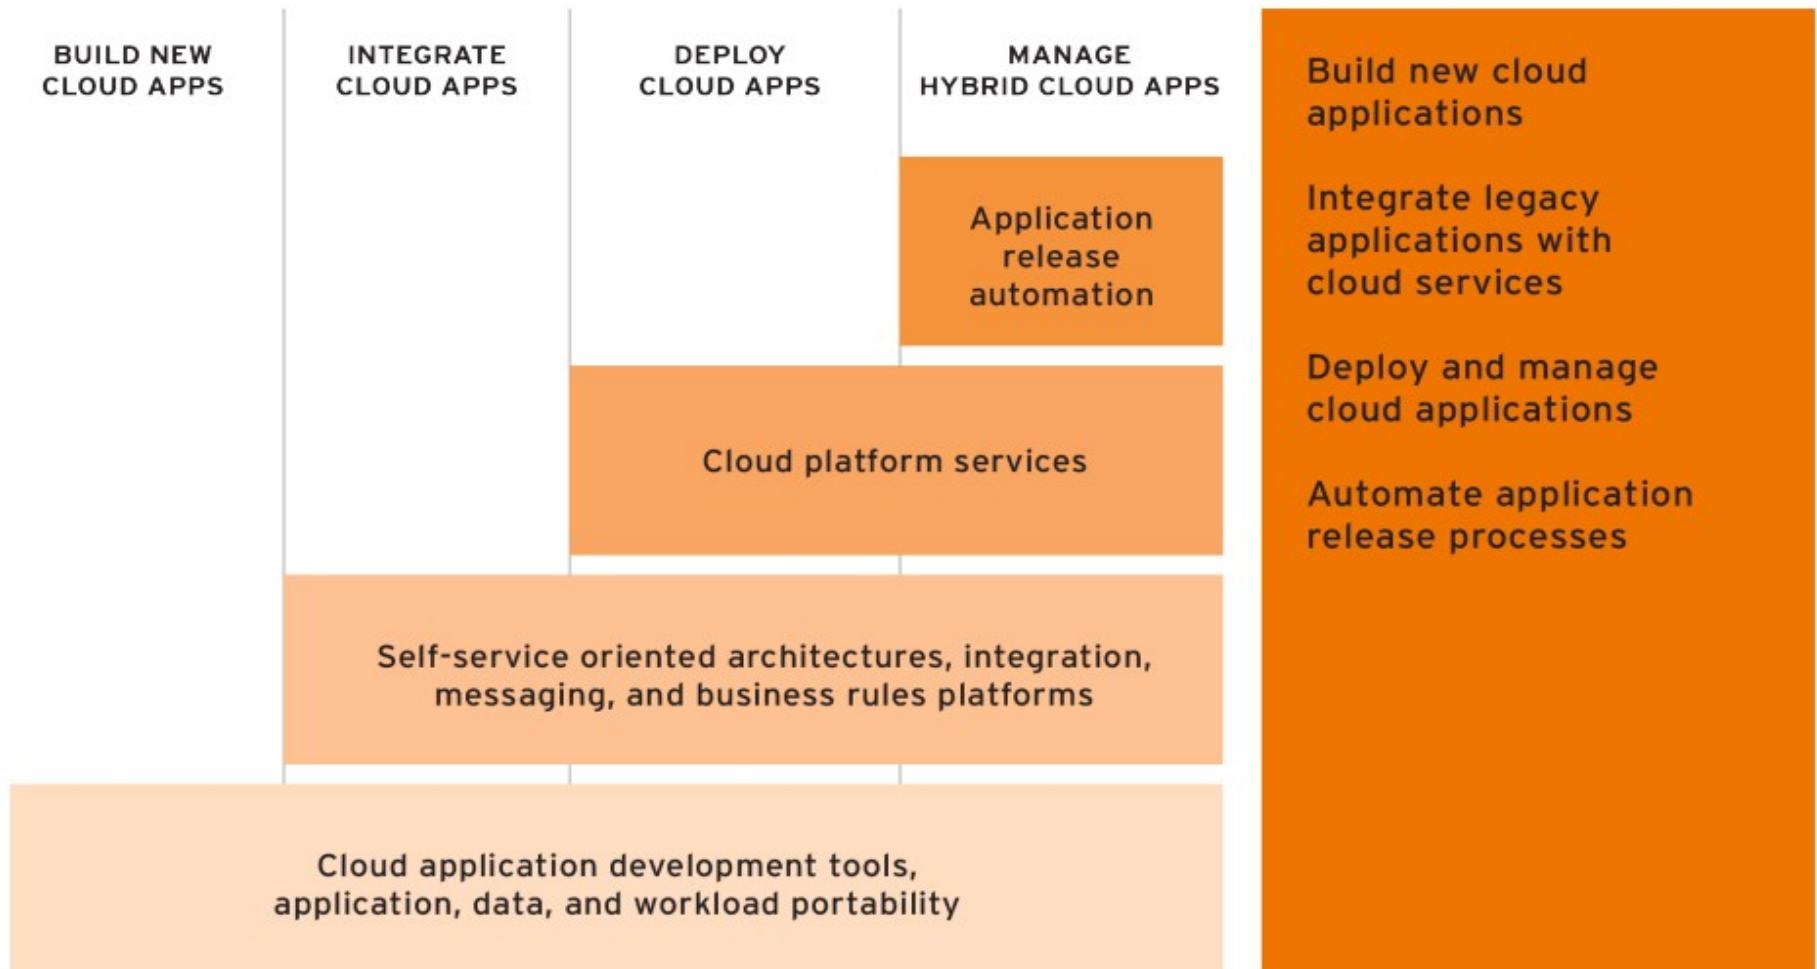 BUILD NEW
CLOUD APPS
INTEGRATE
CLOUD APPS
DEPLOY
CLOUD APPS
MANAGE
HYBRID CLOUD APPS
Application
release
automation
Cloud platform services
Self-service oriented architectures, integration,
messaging, and business rules platforms
Cloud application development tools,
application, data, and workload portability
Build new cloud
applications
Integrate legacy
applications with
cloud services
Deploy and manage
cloud applications
Automate application
release processes